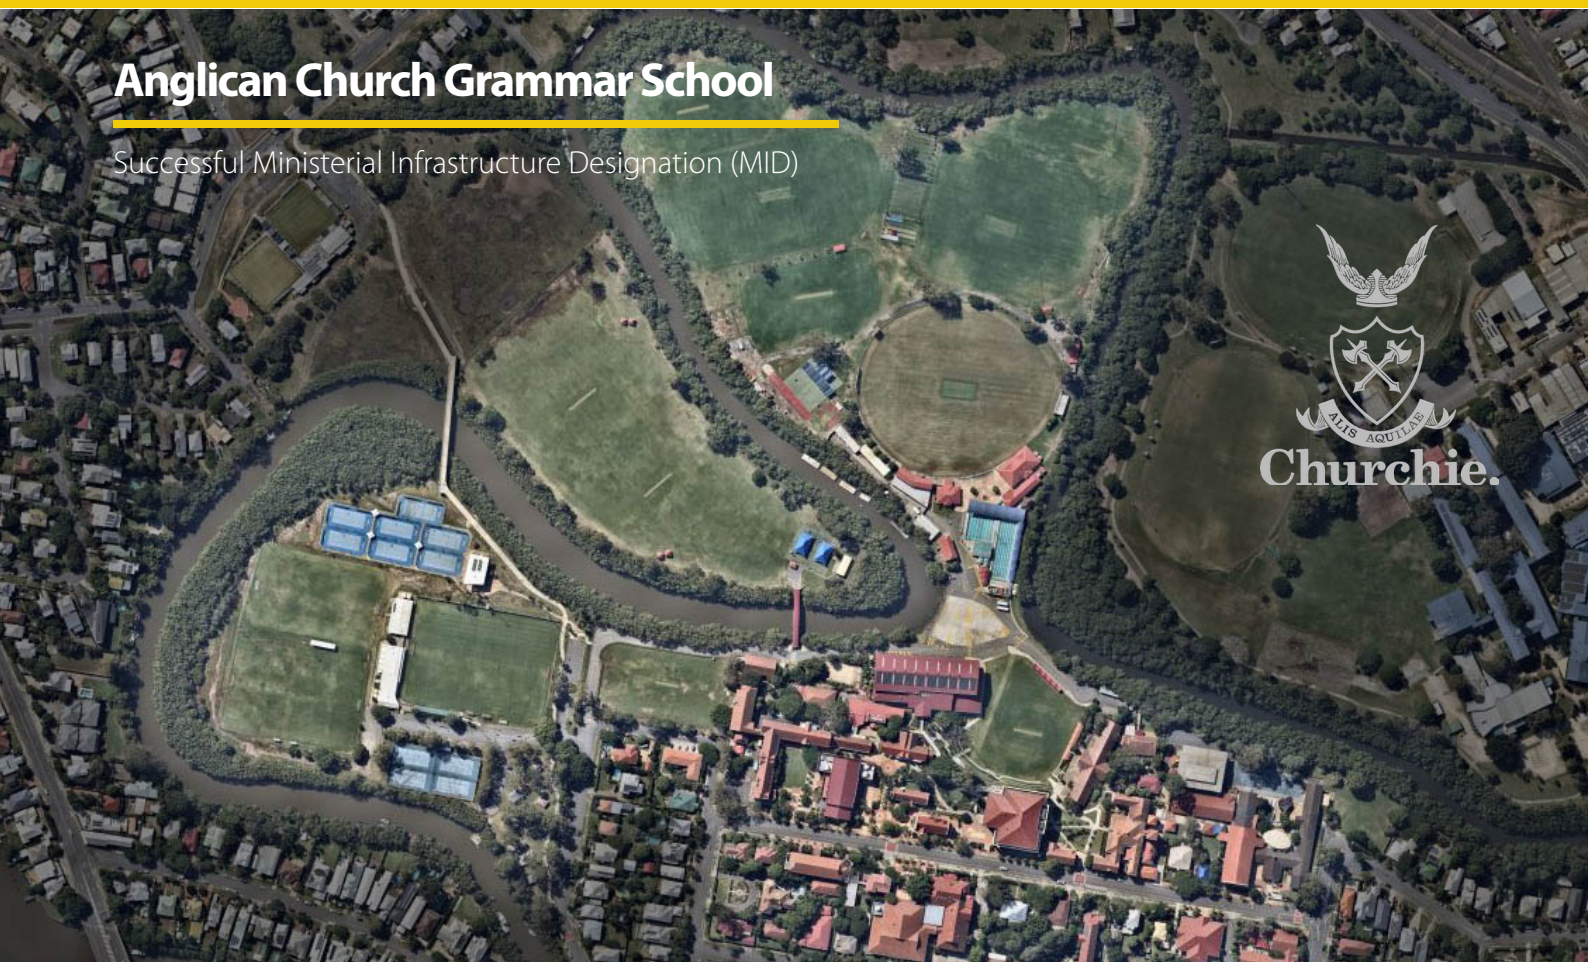 Anglican Church Grammar School
Successful Ministerial Infrastructure Designation (MID)
ALIS AQUILAE
Churchie.